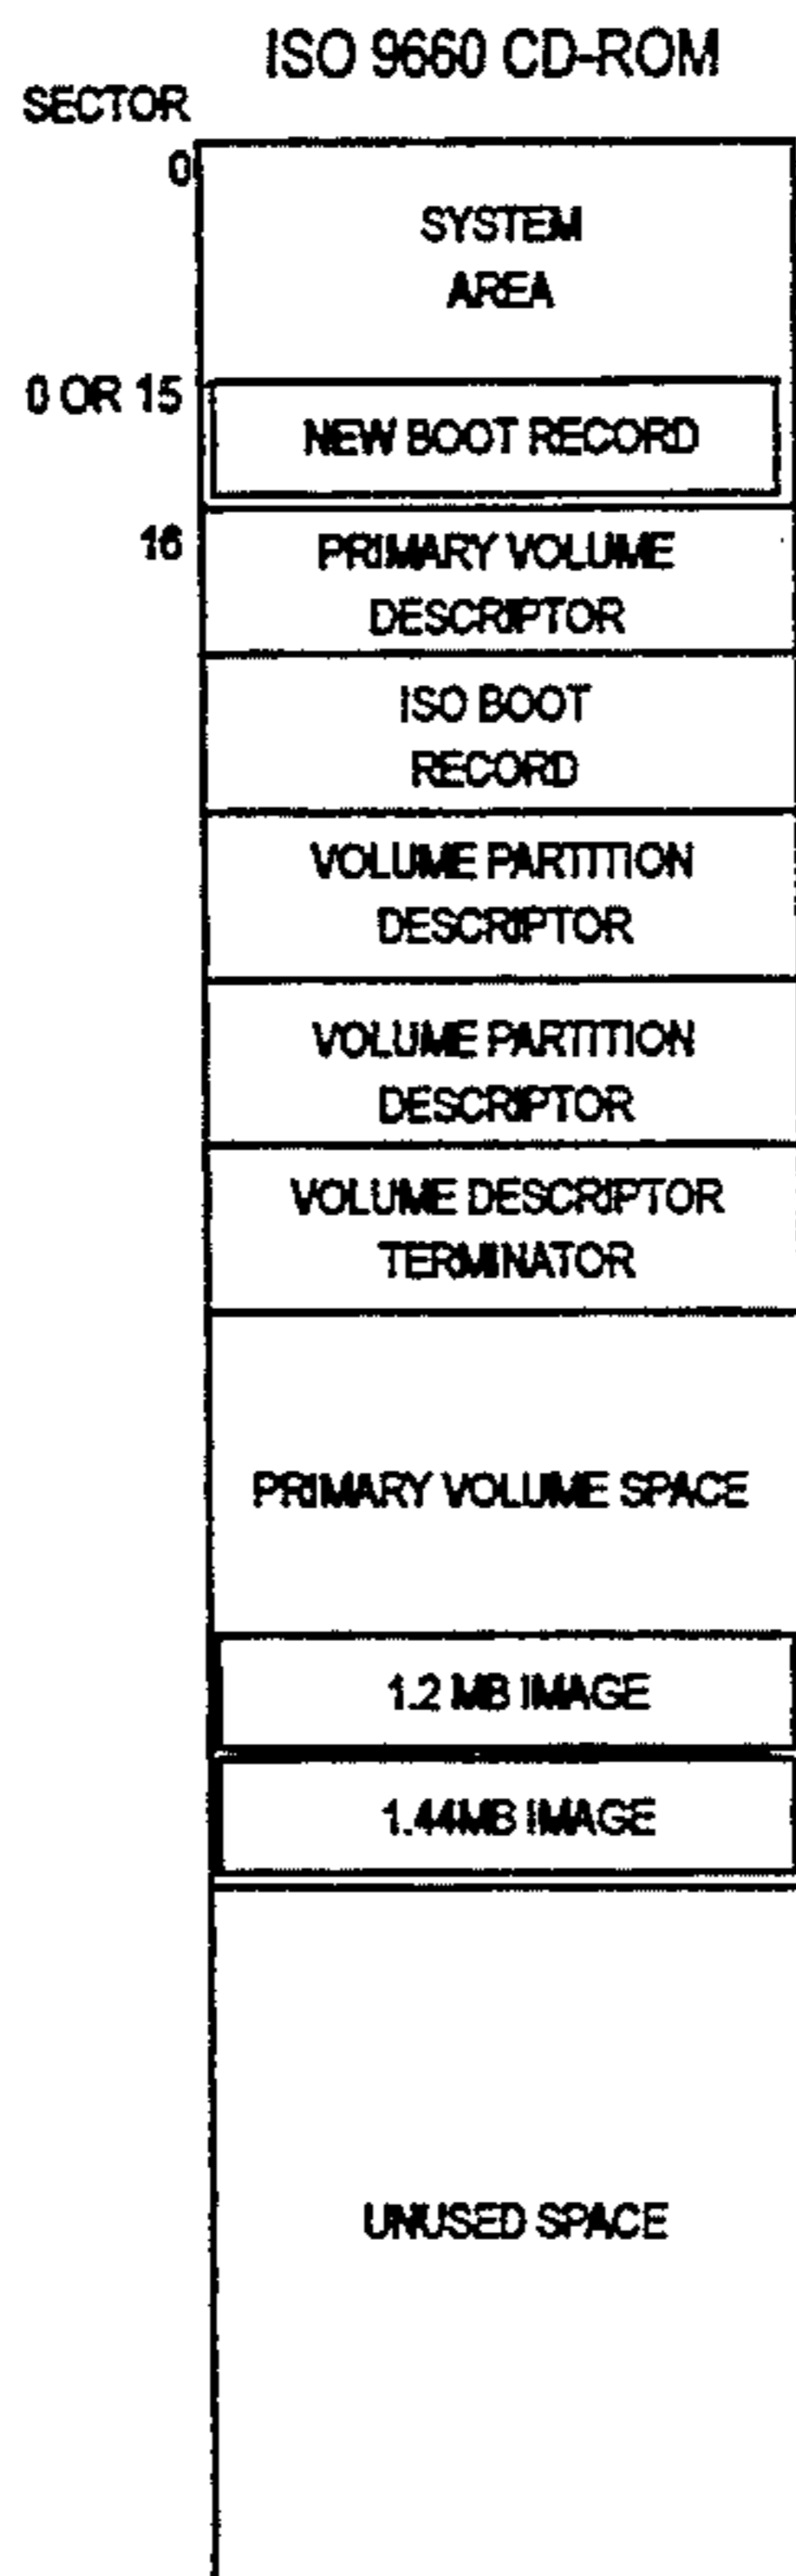 ISO 9660 CD-ROM
SECTOR
0
SYSTEM
AREA
0 OR 15
NEW BOOT RECORD
16
PRIMARY VOLUME
DESCRIPTOR
ISO BOOT
RECORD
VOLUME PARTITION
DESCRIPTOR
VOLUME PARTITION
DESCRIPTOR
VOLUME DESCRIPTOR
TERMINATOR
PRIMARY VOLUME SPACE
1.2 MB IMAGE
1.44MB IMAGE
UNUSED SPACE